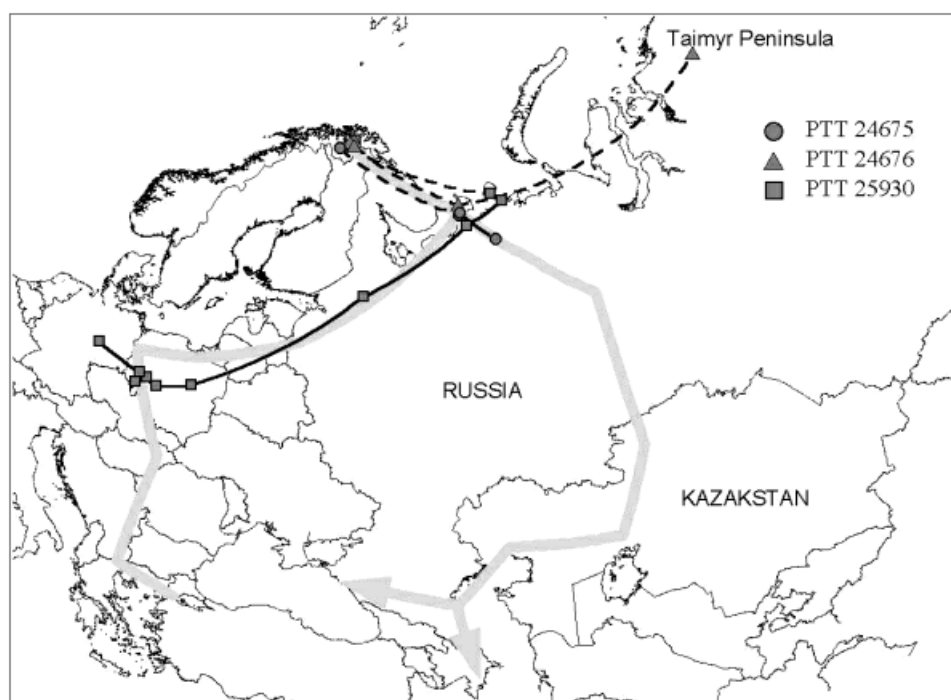 Taimyr Peninsula
PTT 24675
PTT 24676
PTT 25930
RUSSIA
KAZAKSTAN